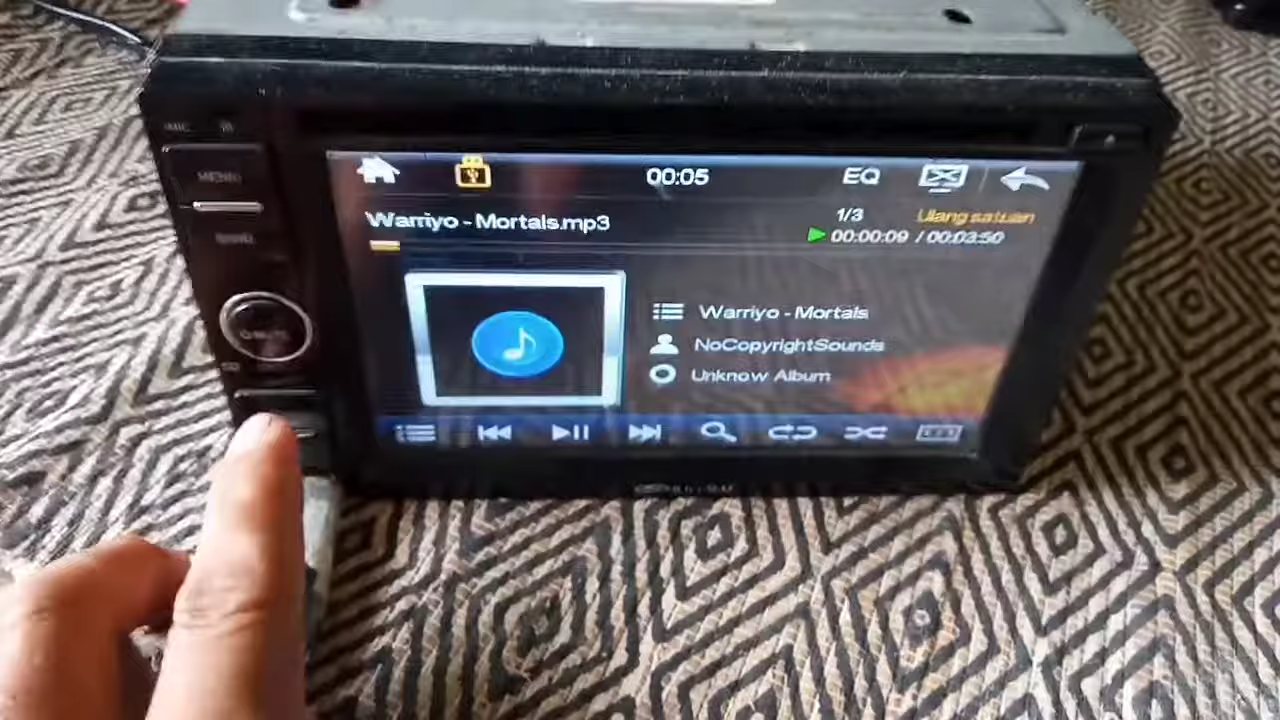 MIC
MENU
00:05
EQ
Warriyo - Mortals.mp3
1/3
Ulang satuan
00:00:09 / 00:03:50
Warriyo - Mortals
NoCopyrightSounds
Unknow Album